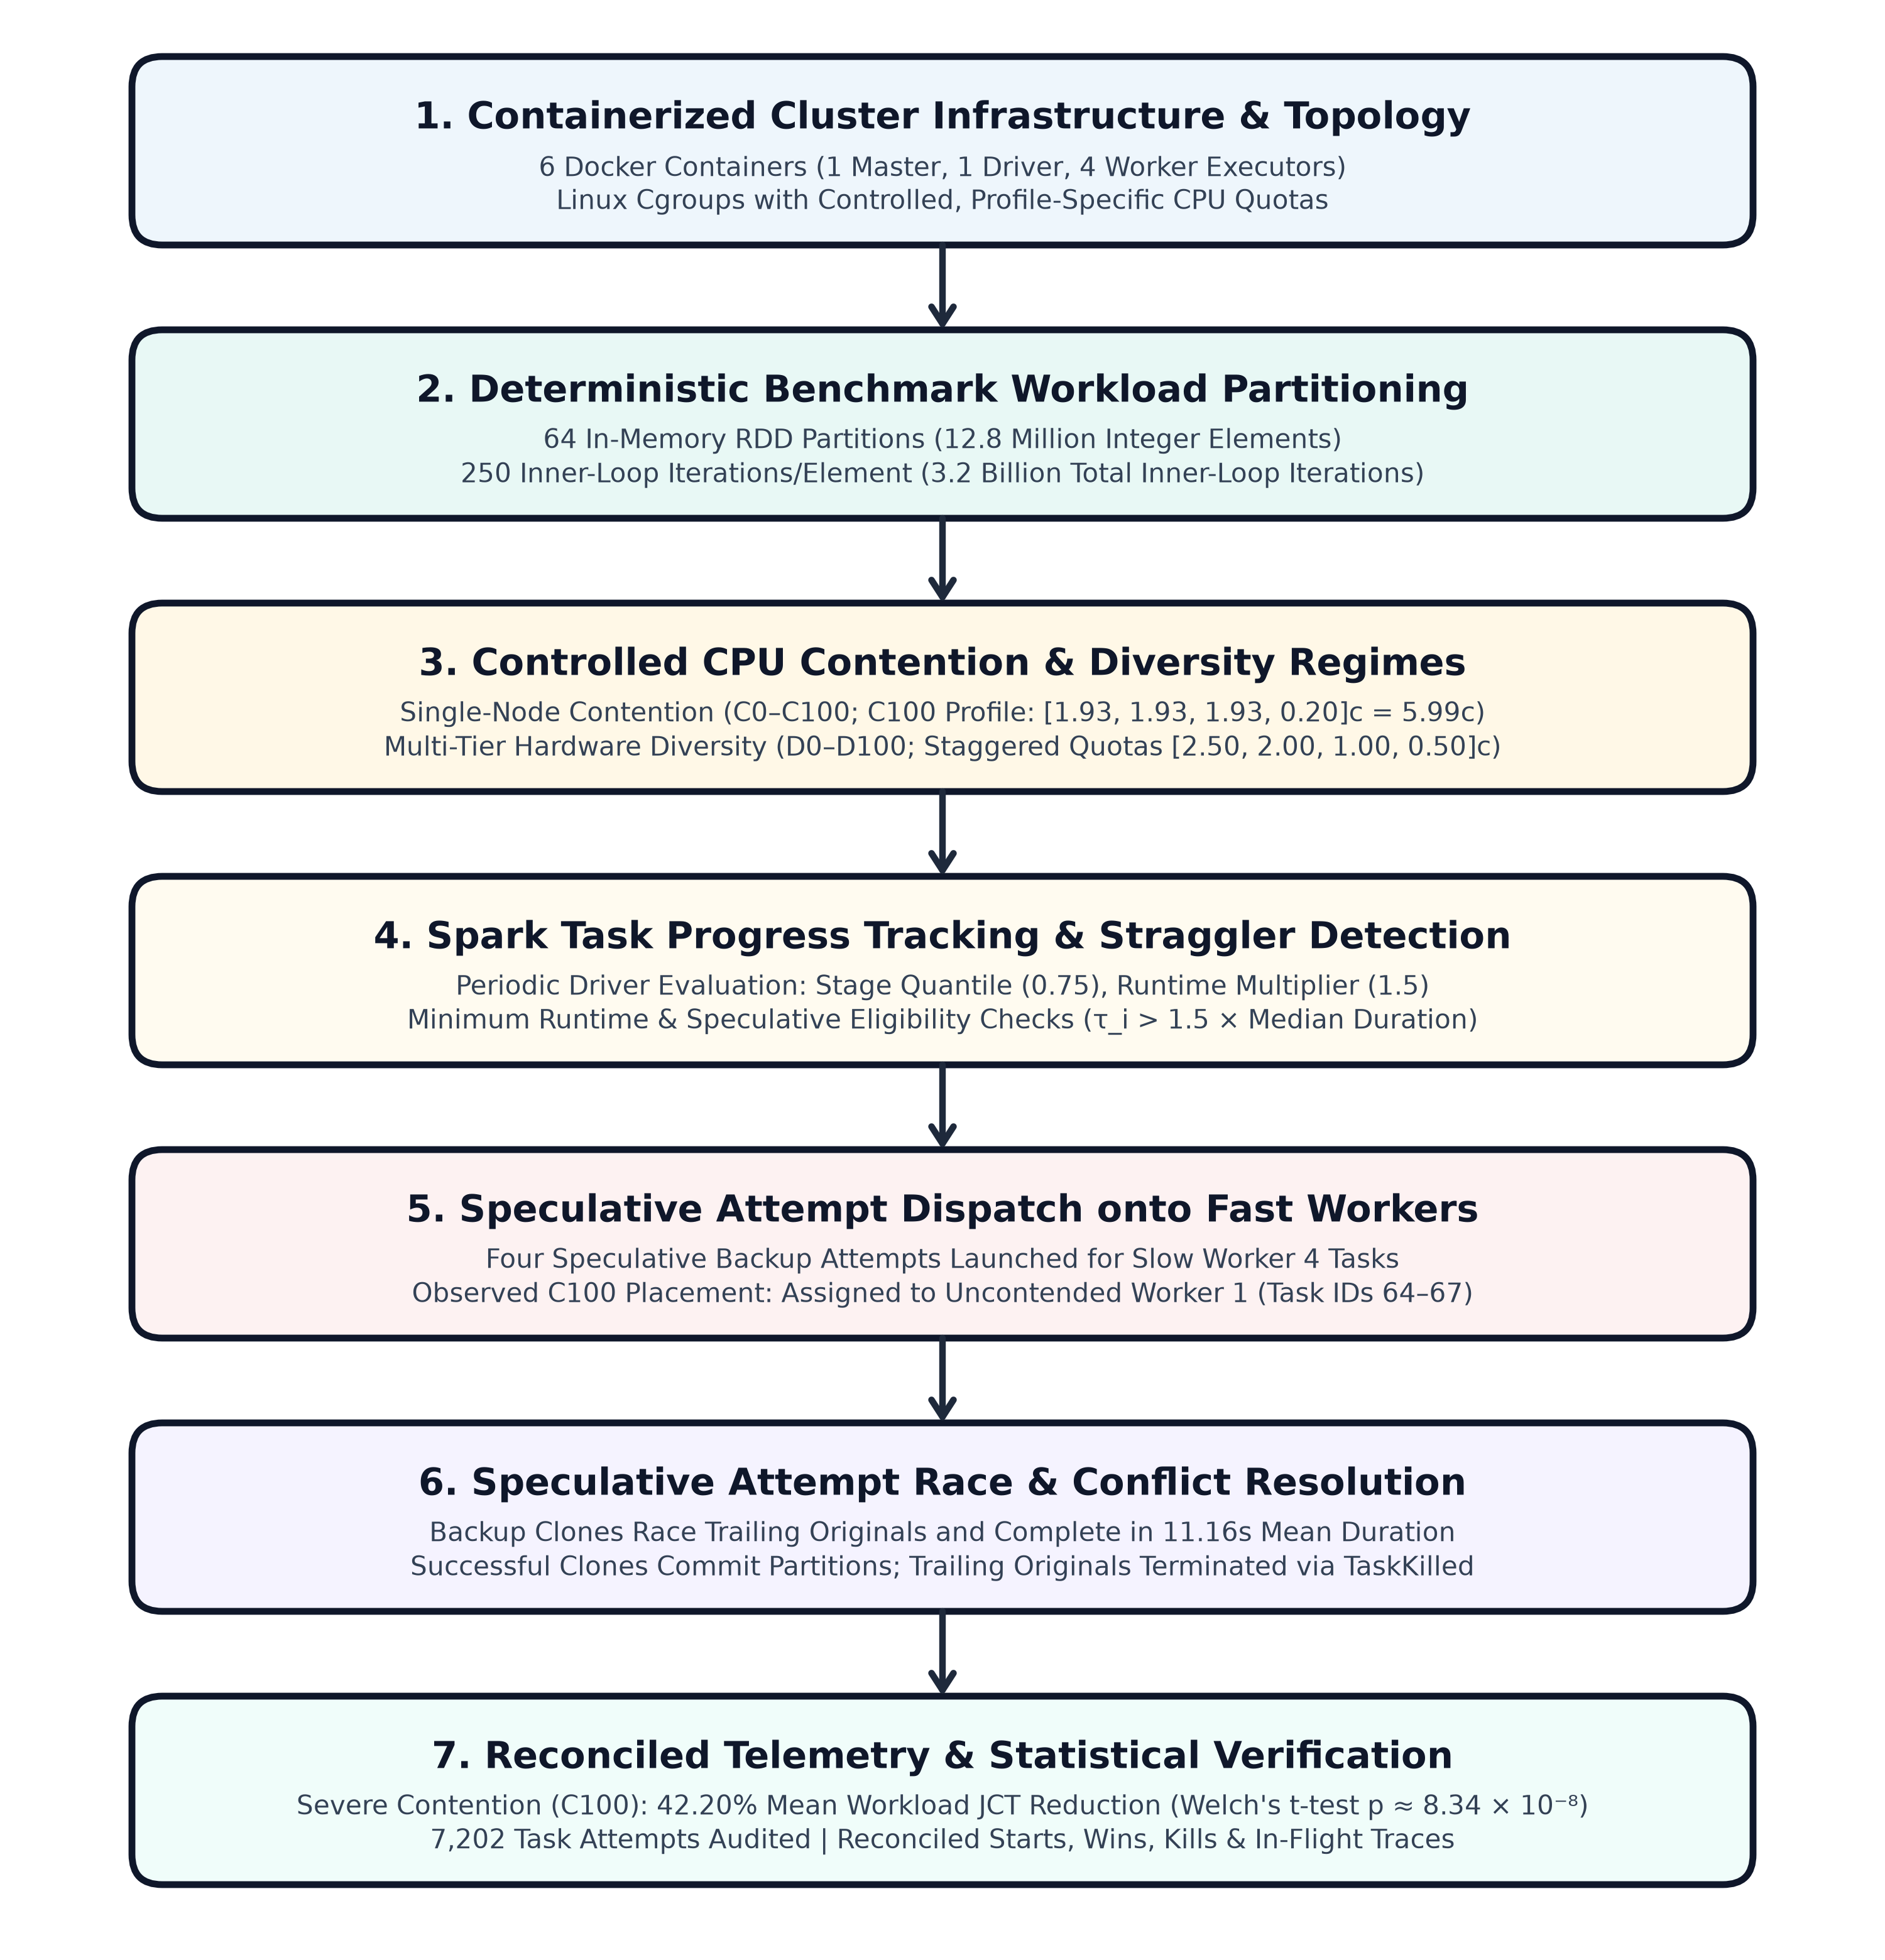 1. Containerized Cluster Infrastructure & Topology
6 Docker Containers (1 Master, 1 Driver, 4 Worker Executors)
Linux Cgroups with Controlled, Profile-Specific CPU Quotas
2. Deterministic Benchmark Workload Partitioning
64 In-Memory RDD Partitions (12.8 Million Integer Elements)
250 Inner-Loop Iterations/Element (3.2 Billion Total Inner-Loop Iterations)
3. Controlled CPU Contention & Diversity Regimes
Single-Node Contention (C0–C100; C100 Profile: [1.93, 1.93, 1.93, 0.20]c = 5.99c)
Multi-Tier Hardware Diversity (D0–D100; Staggered Quotas [2.50, 2.00, 1.00, 0.50]c)
4. Spark Task Progress Tracking & Straggler Detection
Periodic Driver Evaluation: Stage Quantile (0.75), Runtime Multiplier (1.5)
Minimum Runtime & Speculative Eligibility Checks (τ_i > 1.5 × Median Duration)
5. Speculative Attempt Dispatch onto Fast Workers
Four Speculative Backup Attempts Launched for Slow Worker 4 Tasks
Observed C100 Placement: Assigned to Uncontended Worker 1 (Task IDs 64–67)
6. Speculative Attempt Race & Conflict Resolution
Backup Clones Race Trailing Originals and Complete in 11.16s Mean Duration
Successful Clones Commit Partitions; Trailing Originals Terminated via TaskKilled
7. Reconciled Telemetry & Statistical Verification
Severe Contention (C100): 42.20% Mean Workload JCT Reduction (Welch's t-test p ≈ 8.34 × 10⁻⁸)
7,202 Task Attempts Audited | Reconciled Starts, Wins, Kills & In-Flight Traces